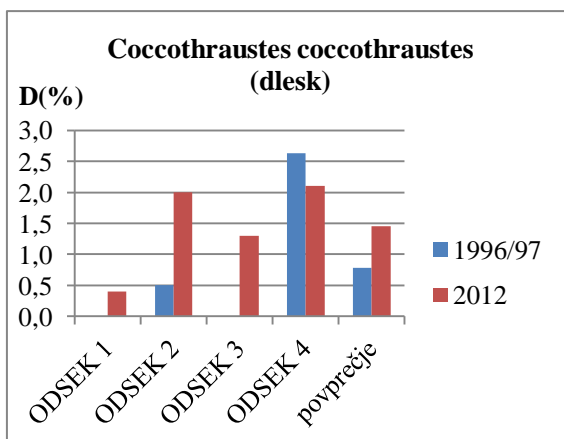 Coccothraustes coccothraustes
(dlesk)
D(%)
3,0
2,5
2,0
1,5
1,0
0,5
0,0
ODSEK 1
ODSEK 2
ODSEK 3
ODSEK 4
povprečje
1996/97
2012